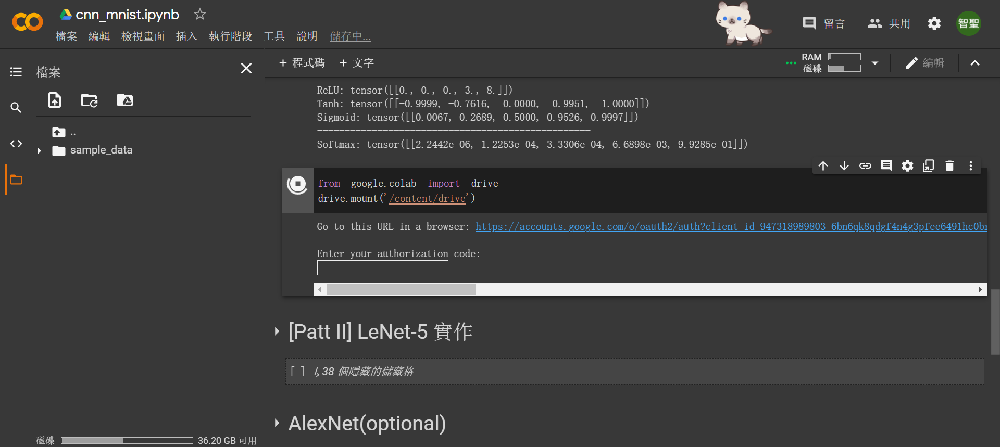 cnn_mnist.ipynb
檔案 編輯 檢視畫面 插入 執行階段 工具 說明 儲存中...
留言 共用 智聖
檔案
..
sample_data
磁碟 36.20 GB 可用
+ 程式碼 + 文字
RAM
磁碟
編輯
ReLU: tensor([[0., 0., 0., 3., 8.]])
Tanh: tensor([[-0.9999, -0.7616, 0.0000, 0.9951, 1.0000]])
Sigmoid: tensor([[0.0067, 0.2689, 0.5000, 0.9526, 0.9997]])
--------------------------------------------------
Softmax: tensor([[2.2442e-06, 1.2253e-04, 3.3306e-04, 6.6898e-03, 9.9285e-01]])
from google.colab import drive
drive.mount('/content/drive')
Go to this URL in a browser: https://accounts.google.com/o/oauth2/auth?client_id=947318989803-6bn6qk8qdgf4n4g3pfee6491hc0br
Enter your authorization code:
[Patt II] LeNet-5 實作
[ ] ↳ 38 個隱藏的儲藏格
AlexNet(optional)